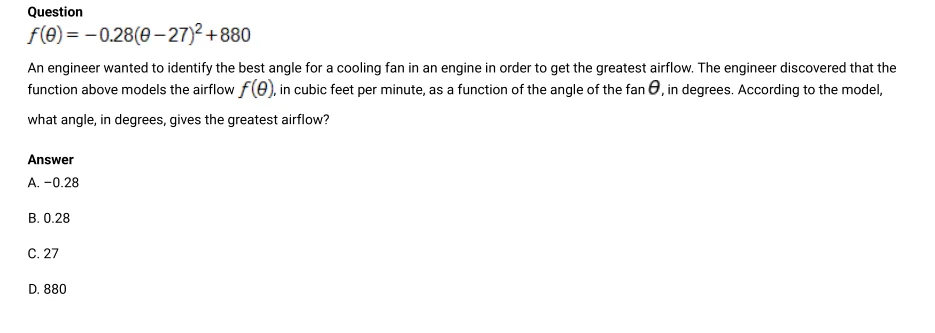 Question
f(θ) = −0.28(θ−27)² + 880
An engineer wanted to identify the best angle for a cooling fan in an engine in order to get the greatest airflow. The engineer discovered that the
function above models the airflow f(θ), in cubic feet per minute, as a function of the angle of the fan θ, in degrees. According to the model,
what angle, in degrees, gives the greatest airflow?
Answer
A. −0.28
B. 0.28
C. 27
D. 880